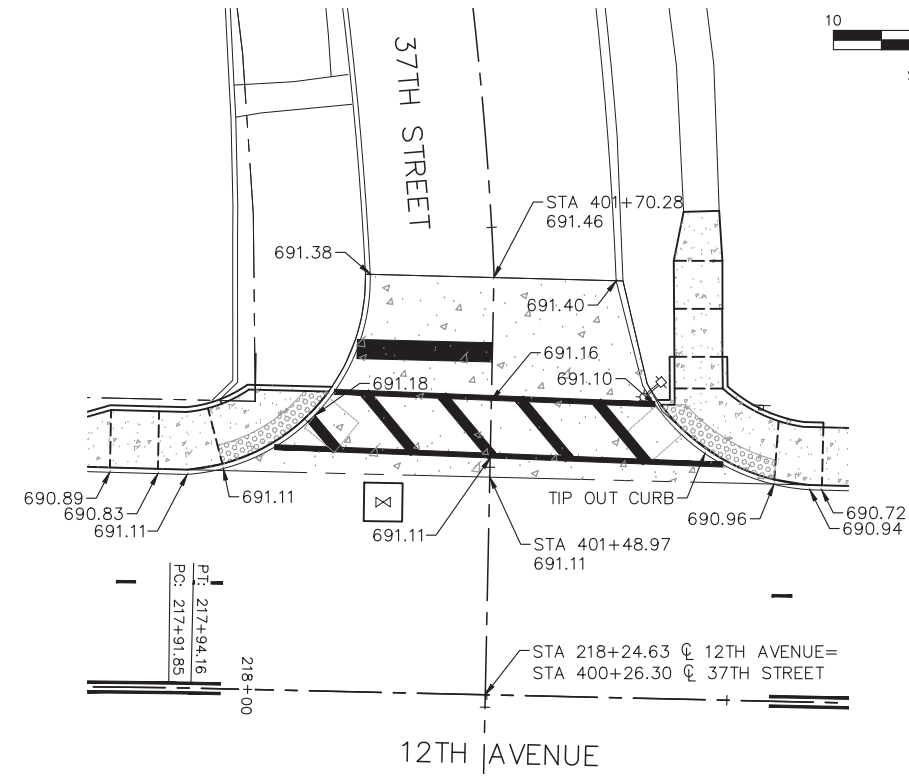 10
37TH STREET
STA 401+70.28
691.46
691.38
691.40
691.16
691.10
691.18
690.89
690.83
691.11
691.11
691.11
TIP OUT CURB
690.96
690.72
690.94
STA 401+48.97
691.11
PT: 217+94.16
PC: 217+91.85
218+00
STA 218+24.63 ℄ 12TH AVENUE=
STA 400+26.30 ℄ 37TH STREET
12TH AVENUE